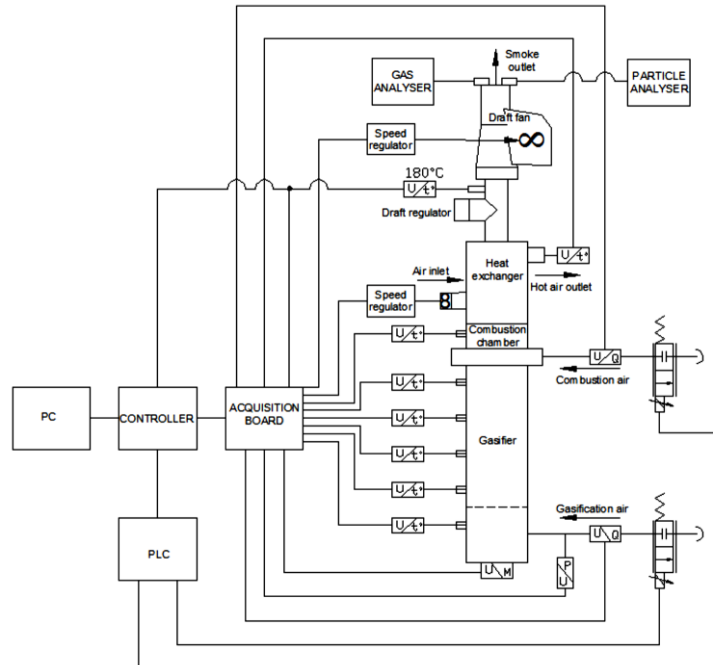 Smoke
outlet
GAS
ANALYSER
PARTICLE
ANALYSER
Draft fan
Speed
regulator
180°C
U/t°
Draft regulator
Heat
exchanger
U/t°
Air inlet
Hot air outlet
Speed
regulator
Combustion
chamber
U/t°
U/Q
Combustion air
U/t°
PC
CONTROLLER
ACQUISITION
BOARD
U/t°
Gasifier
U/t°
U/t°
Gasification air
U/t°
U/Q
PLC
U/M
P/U